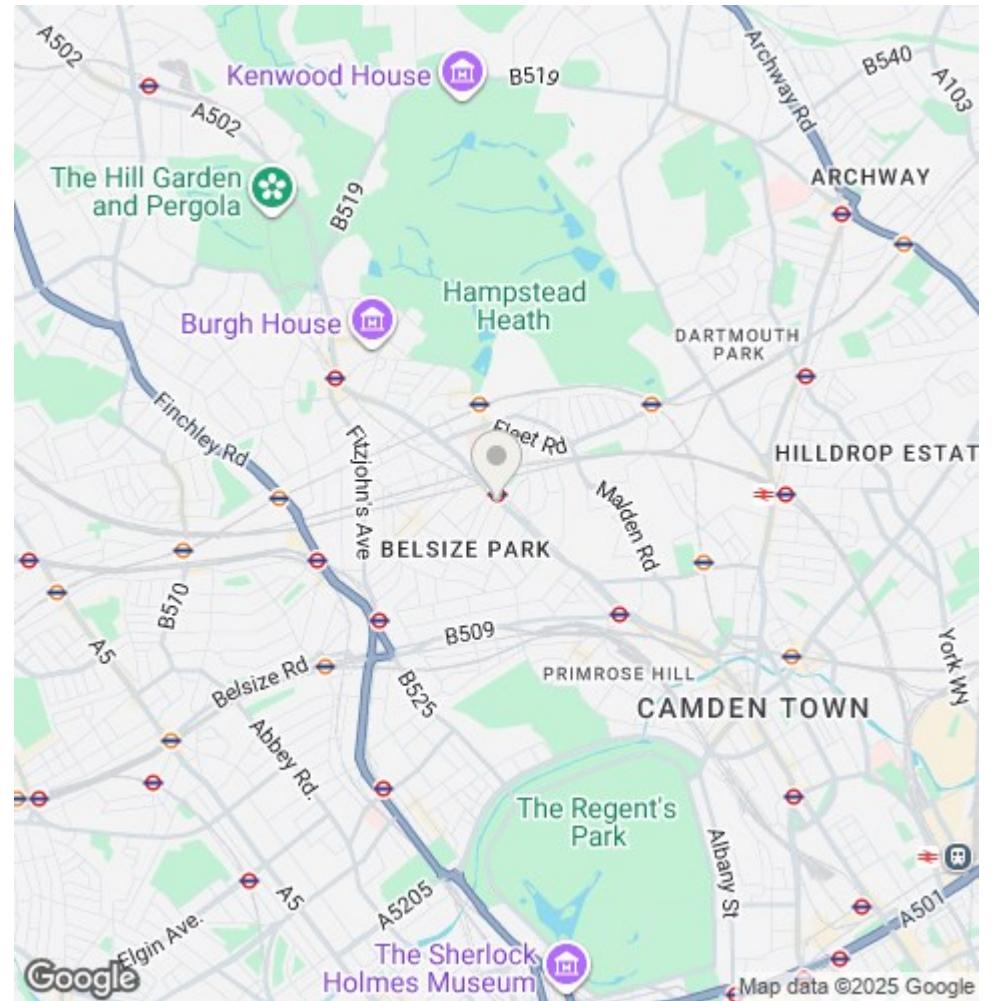 A502
Kenwood House
B519
B540
A103
Archway Rd
A502
The Hill Garden
and Pergola
B519
ARCHWAY
Hampstead
Heath
Burgh House
DARTMOUTH
PARK
Finchley Rd
Fitzjohn's Ave
Fleet Rd
HILLDROP ESTAT
Malden Rd
BELSIZE PARK
B510
A5
B509
York Wy
Belsize Rd
B525
PRIMROSE HILL
CAMDEN TOWN
Abbey Rd.
The Regent's
Park
Albany St
A5
A5205
A501
Elgin Ave.
The Sherlock
Holmes Museum
Google
Map data ©2025 Google